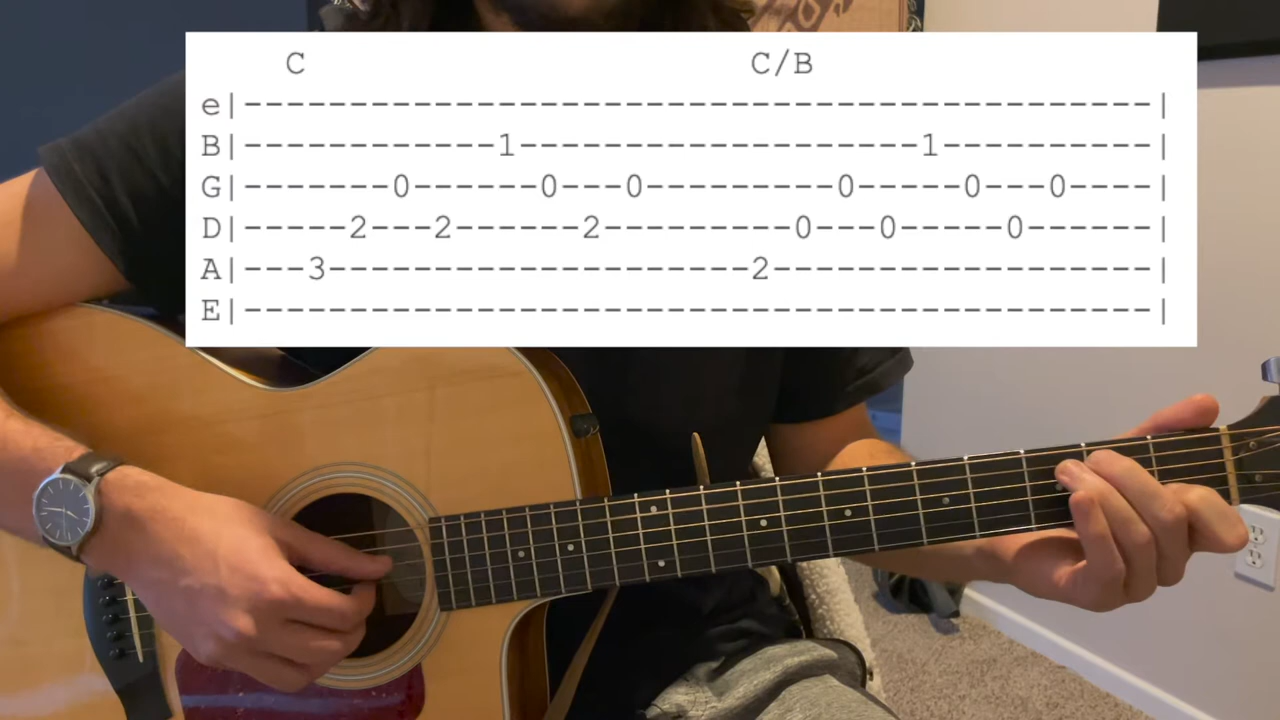 C                     C/B
e|-------------------------------------------|
B|------------1-------------------1----------|
G|-------0------0---0---------0-----0---0----|
D|-----2---2------2---------0---0-----0------|
A|---3--------------------2------------------|
E|-------------------------------------------|